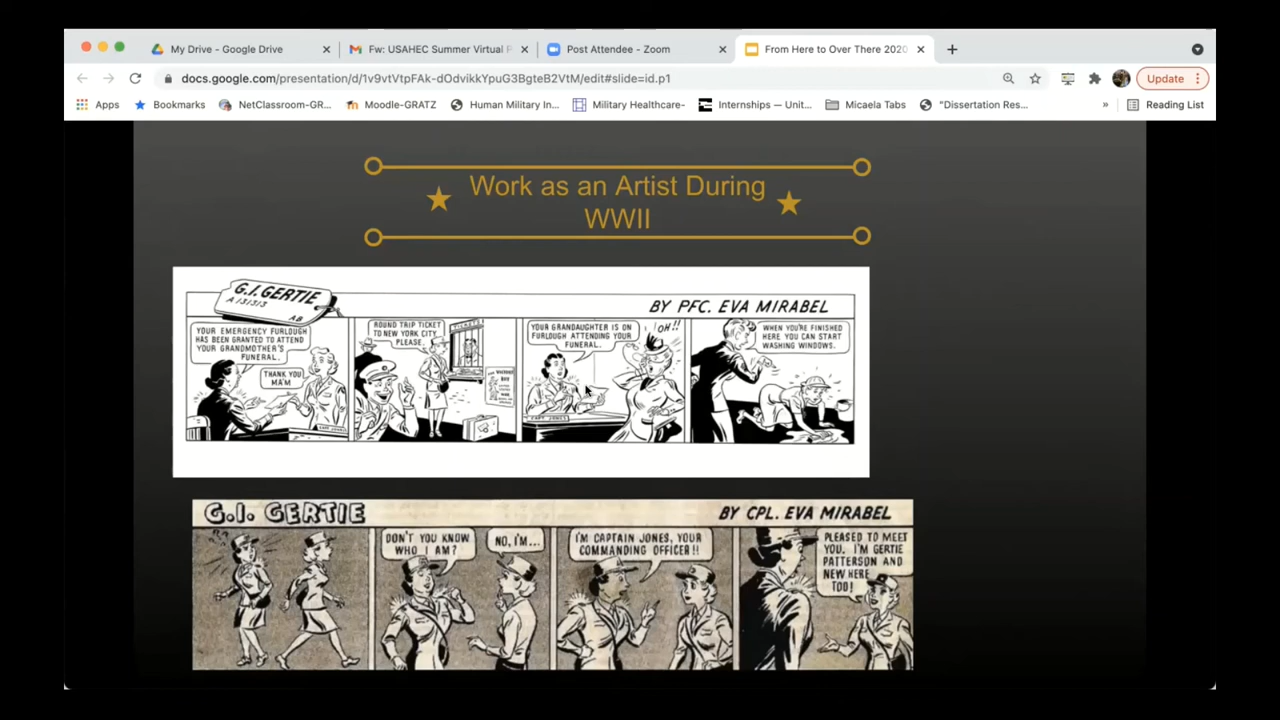 My Drive - Google Drive
Fw: USAHEC Summer Virtual P
Post Attendee - Zoom
From Here to Over There 2020
docs.google.com/presentation/d/1v9vtVtpFAk-dOdvikkYpuG3BgteB2VtM/edit#slide=id.p1
Update
Apps
Bookmarks
NetClassroom-GR...
Moodle-GRATZ
Human Military In...
Military Healthcare-
Internships — Unit...
Micaela Tabs
"Dissertation Res...
»
Reading List
Work as an Artist During
WWII
G.I. GERTIE
BY PFC. EVA MIRABEL
YOUR EMERGENCY FURLOUGH
HAS BEEN GRANTED TO ATTEND
YOUR GRANDMOTHER'S
FUNERAL.
THANK YOU
MA'M
CAPT JONES
ROUND TRIP TICKET
TO NEW YORK CITY
PLEASE.
YOUR GRANDAUGHTER IS ON
FURLOUGH ATTENDING YOUR
FUNERAL.
OH!!
CAPT JONES
WHEN YOU'RE FINISHED
HERE YOU CAN START
WASHING WINDOWS.
G.I. GERTIE
BY CPL. EVA MIRABEL
DON'T YOU KNOW
WHO I AM?
NO, I'M...
I'M CAPTAIN JONES, YOUR
COMMANDING OFFICER!!
PLEASED TO MEET
YOU. I'M GERTIE
PATTERSON AND
NEW HERE
TOO!